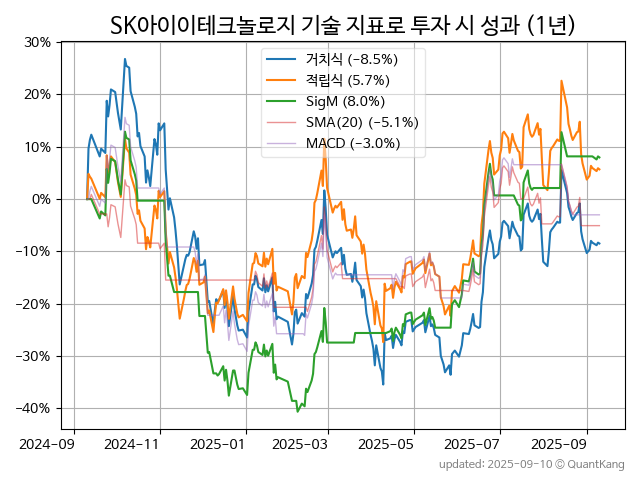 SK아이이테크놀로지 기술 지표로 투자 시 성과 (1년)
30%
20%
10%
0%
−10%
−20%
−30%
−40%
거치식 (−8.5%)
적립식 (5.7%)
SigM (8.0%)
SMA(20) (−5.1%)
MACD (−3.0%)
2024-09
2024-11
2025-01
2025-03
2025-05
2025-07
2025-09
updated: 2025-09-10 ⓒ QuantKang